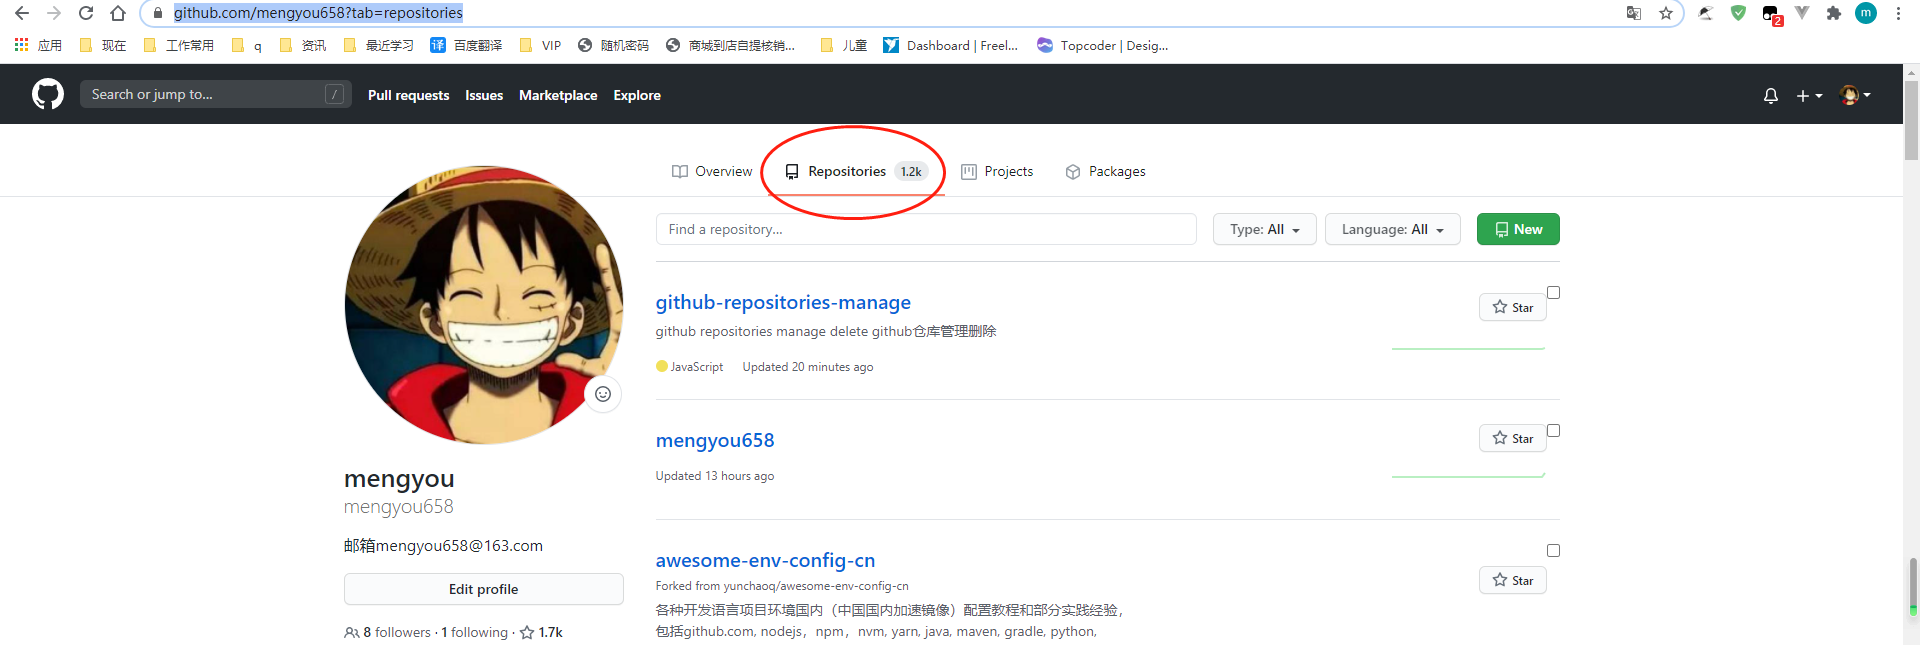 github.com/mengyou658?tab=repositories
2
m
应用 现在 工作常用 q 资讯 最近学习 译 百度翻译 VIP 随机密码 商城到店自提核销... 儿童 Dashboard | Freel... Topcoder | Desig...
Search or jump to... / Pull requests Issues Marketplace Explore
Overview Repositories 1.2k Projects Packages
Find a repository... Type: All Language: All New
github-repositories-manage
Star
github repositories manage delete github仓库管理删除
JavaScript Updated 20 minutes ago
mengyou658
Star
Updated 13 hours ago
awesome-env-config-cn
Forked from yunchaoq/awesome-env-config-cn
Star
各种开发语言项目环境国内（中国国内加速镜像）配置教程和部分实践经验，
包括github.com, nodejs，npm，nvm, yarn, java, maven, gradle, python,
mengyou
mengyou658
邮箱mengyou658@163.com
Edit profile
8 followers · 1 following · 1.7k